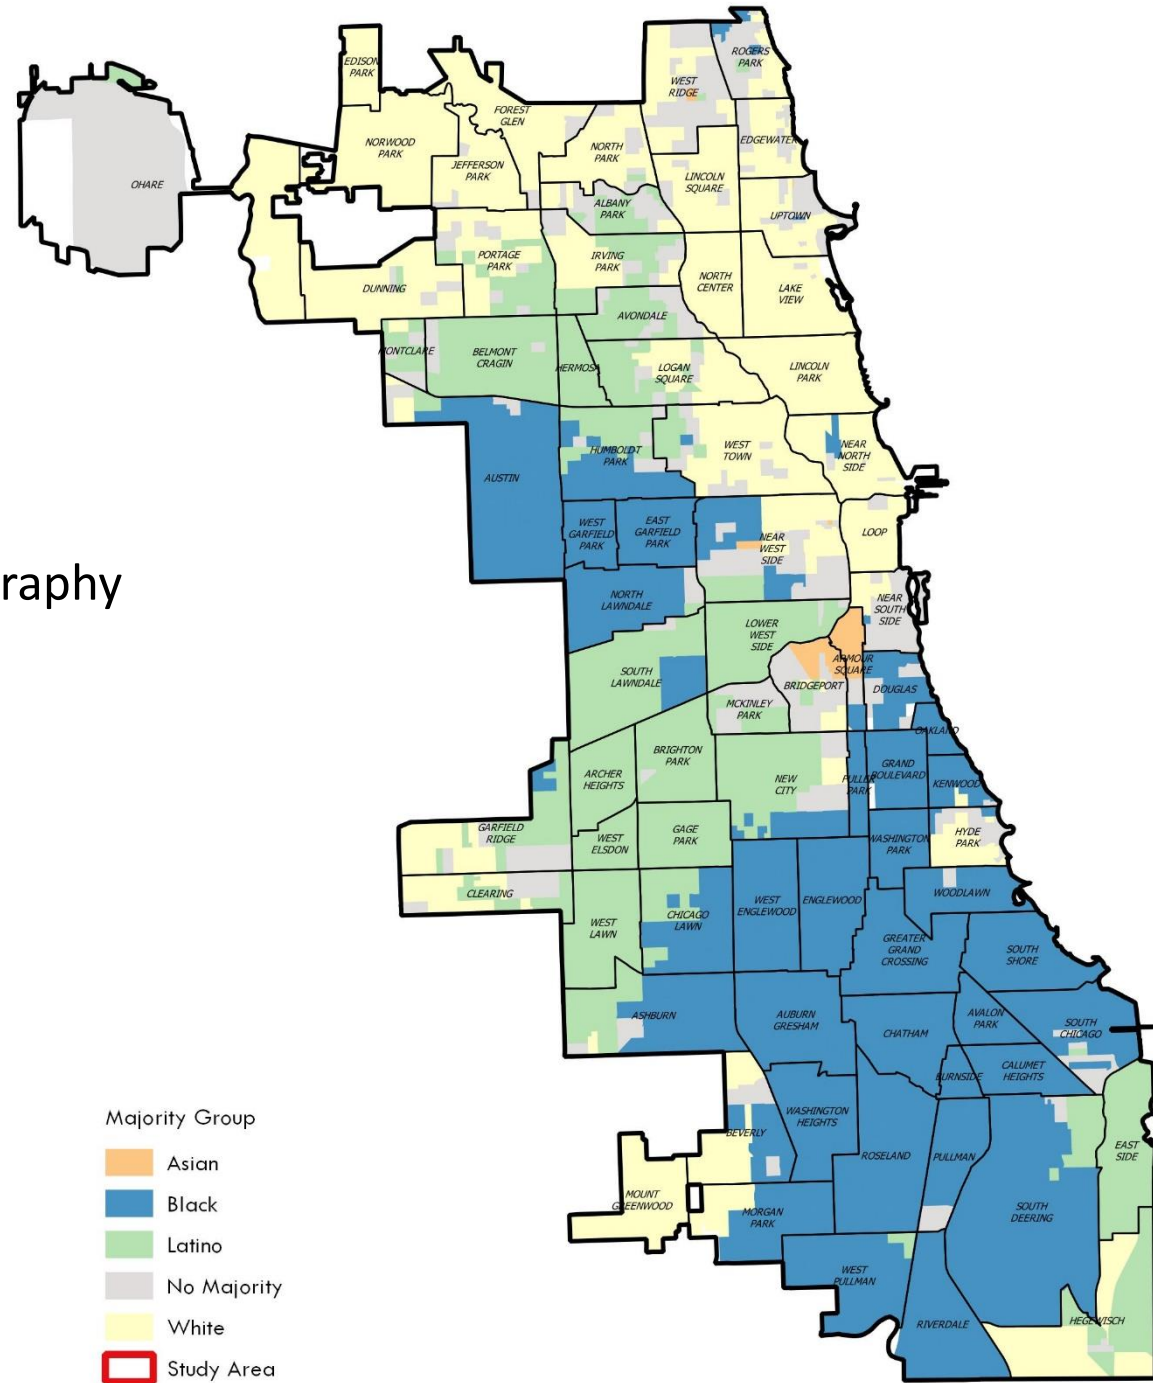 EDISON
PARK
ROGERS
PARK
WEST
RIDGE
FOREST
GLEN
NORWOOD
PARK
JEFFERSON
PARK
NORTH
PARK
EDGEWATER
LINCOLN
SQUARE
OHARE
ALBANY
PARK
UPTOWN
PORTAGE
PARK
IRVING
PARK
NORTH
CENTER
DUNNING
LAKE
VIEW
AVONDALE
MONTCLARE
BELMONT
CRAGIN
HERMOSA
LOGAN
SQUARE
LINCOLN
PARK
HUMBOLDT
PARK
WEST
TOWN
NEAR
NORTH
SIDE
AUSTIN
WEST
GARFIELD
PARK
EAST
GARFIELD
PARK
NEAR
WEST
SIDE
LOOP
raphy
NORTH
LAWNDALE
NEAR
SOUTH
SIDE
LOWER
WEST
SIDE
SOUTH
LAWNDALE
ARMOUR
SQUARE
BRIDGEPORT
DOUGLAS
MCKINLEY
PARK
OAKLAND
BRIGHTON
PARK
ARCHER
HEIGHTS
NEW
CITY
FULLER
PARK
GRAND
BOULEVARD
KENWOOD
GARFIELD
RIDGE
WEST
ELSDON
GAGE
PARK
WASHINGTON
PARK
HYDE
PARK
CLEARING
WEST
LAWN
CHICAGO
LAWN
WEST
ENGLEWOOD
ENGLEWOOD
WOODLAWN
GREATER
GRAND
CROSSING
SOUTH
SHORE
ASHBURN
AUBURN
GRESHAM
CHATHAM
AVALON
PARK
SOUTH
CHICAGO
BURNSIDE
CALUMET
HEIGHTS
WASHINGTON
HEIGHTS
BEVERLY
ROSELAND
PULLMAN
EAST
SIDE
MOUNT
GREENWOOD
MORGAN
PARK
SOUTH
DEERING
WEST
PULLMAN
RIVERDALE
HEGEWISCH
Majority Group
Asian
Black
Latino
No Majority
White
Study Area